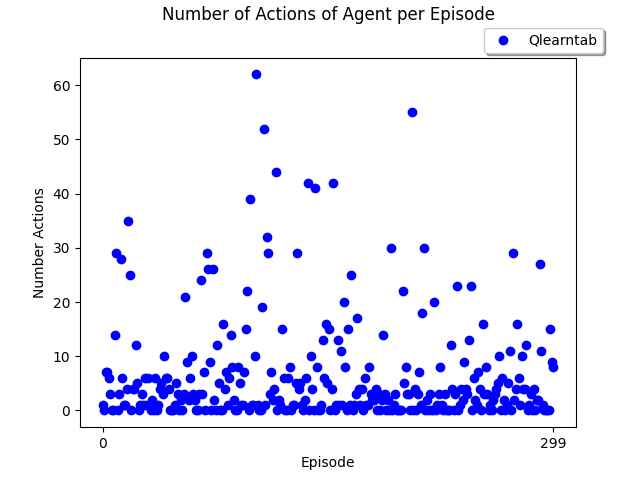 Number of Actions of Agent per Episode
Qlearntab
60
50
40
30
20
10
0
Number Actions
0
299
Episode